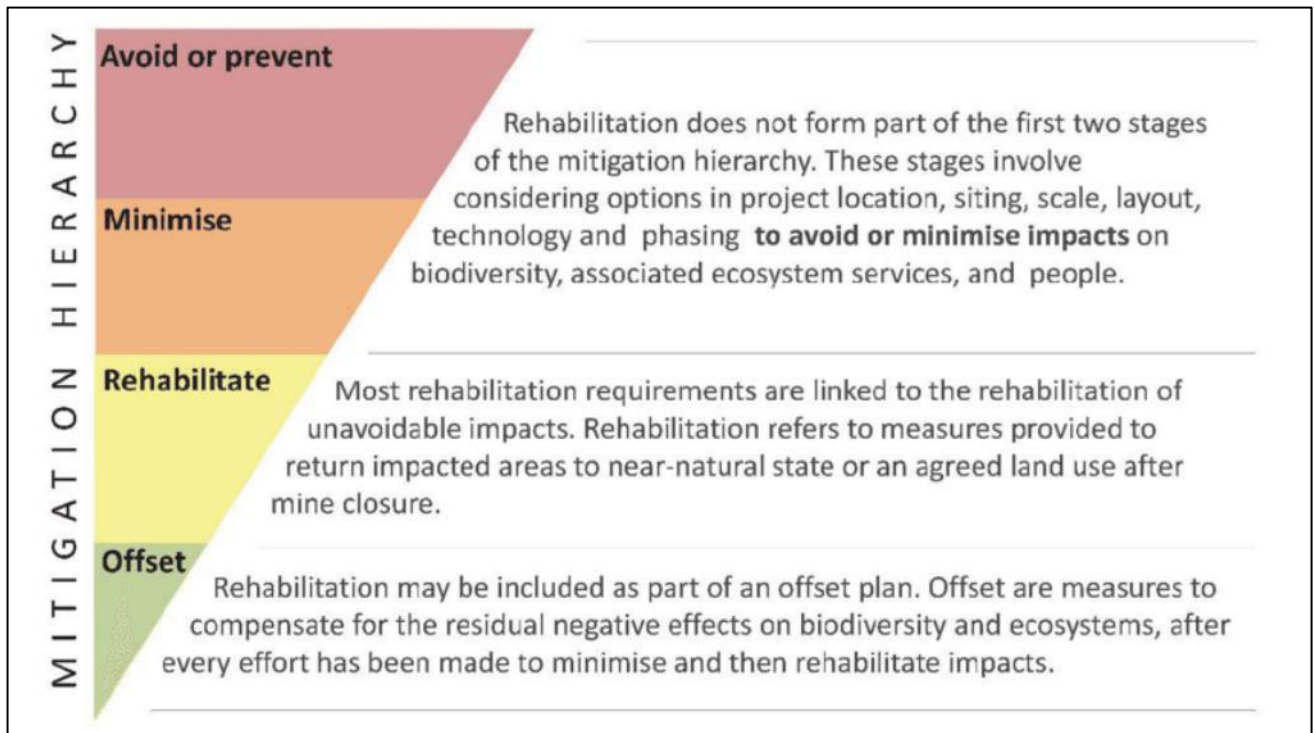 MITIGATION HIERARCHY
Avoid or prevent
Rehabilitation does not form part of the first two stages
of the mitigation hierarchy. These stages involve
considering options in project location, siting, scale, layout,
Minimise
technology and phasing to avoid or minimise impacts on
biodiversity, associated ecosystem services, and people.
Rehabilitate
Most rehabilitation requirements are linked to the rehabilitation of
unavoidable impacts. Rehabilitation refers to measures provided to
return impacted areas to near-natural state or an agreed land use after
mine closure.
Offset
Rehabilitation may be included as part of an offset plan. Offset are measures to
compensate for the residual negative effects on biodiversity and ecosystems, after
every effort has been made to minimise and then rehabilitate impacts.